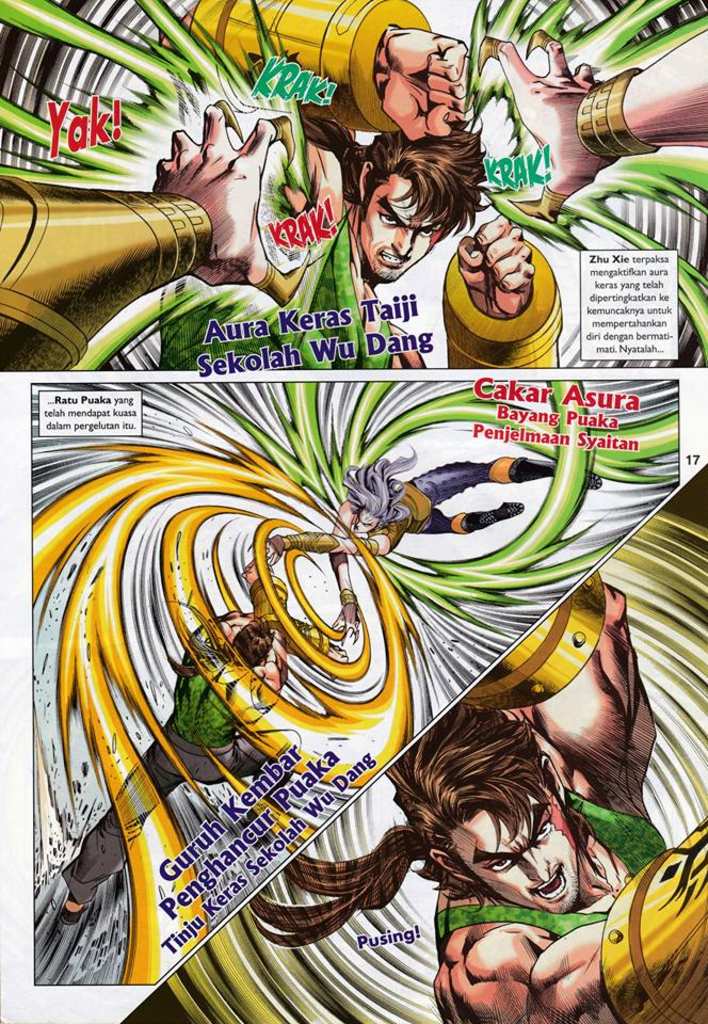 Yak!
KRAK!
KRAK!
KRAK!
Aura Keras Taiji
Sekolah Wu Dang
Zhu Xie terpaksa
mengaktifkan aura
keras yang telah
dipertingkatkan ke
kemuncaknya untuk
mempertahankan
diri dengan bermati-
mati. Nyatalah...
...Ratu Puaka yang
telah mendapat kuasa
dalam pergelutan itu.
Cakar Asura
Bayang Puaka
Penjelmaan Syaitan
17
Guruh Kembar
Penghancur Puaka
Tinju Keras Sekolah Wu Dang
Pusing!